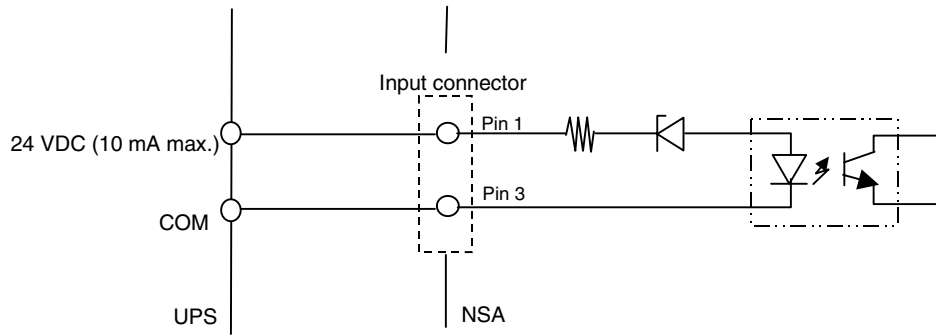 Input connector
24 VDC (10 mA max.)
Pin 1
COM
Pin 3
UPS
NSA